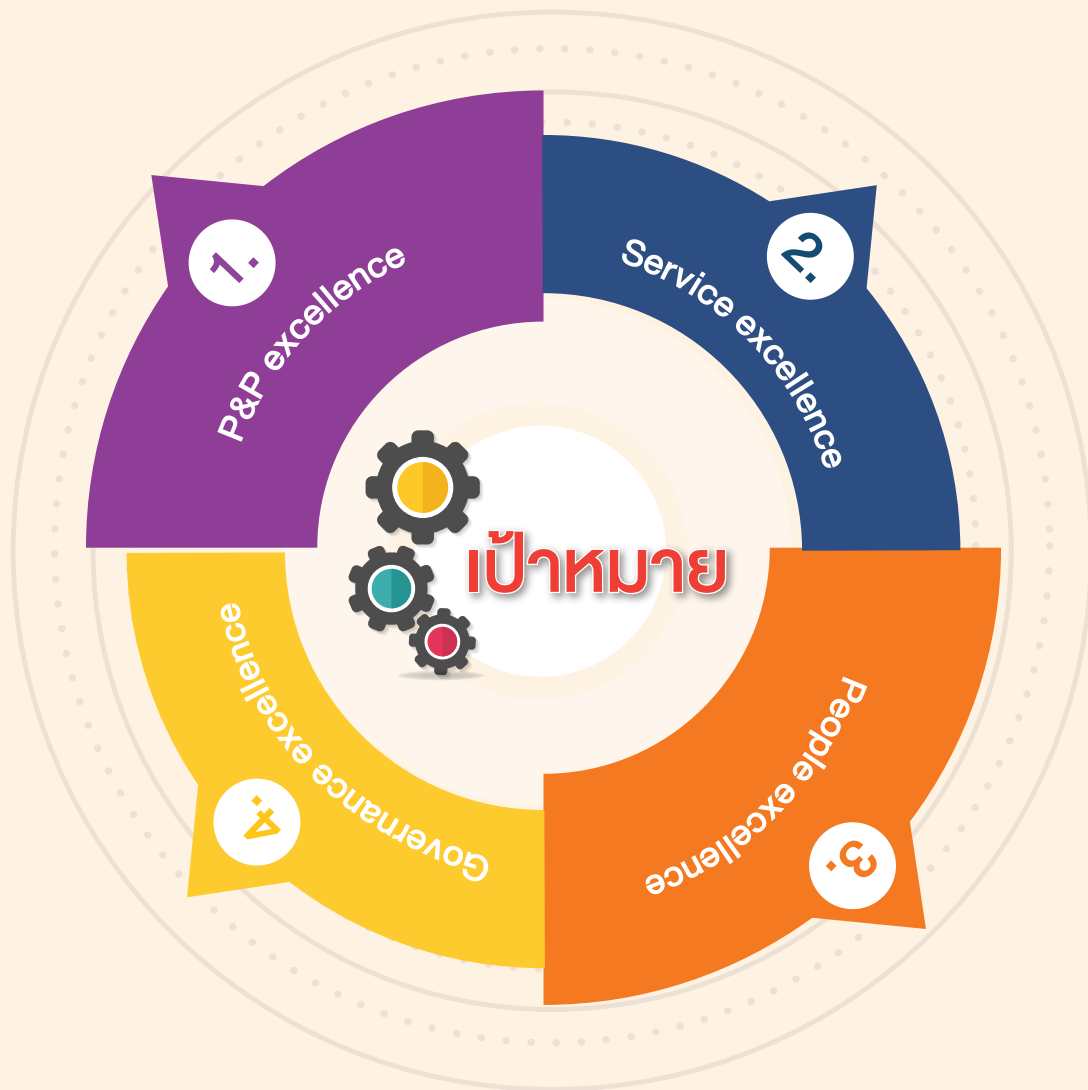 1.
P&P excellence
2.
Service excellence
3.
People excellence
4.
Governance excellence
เป้าหมาย